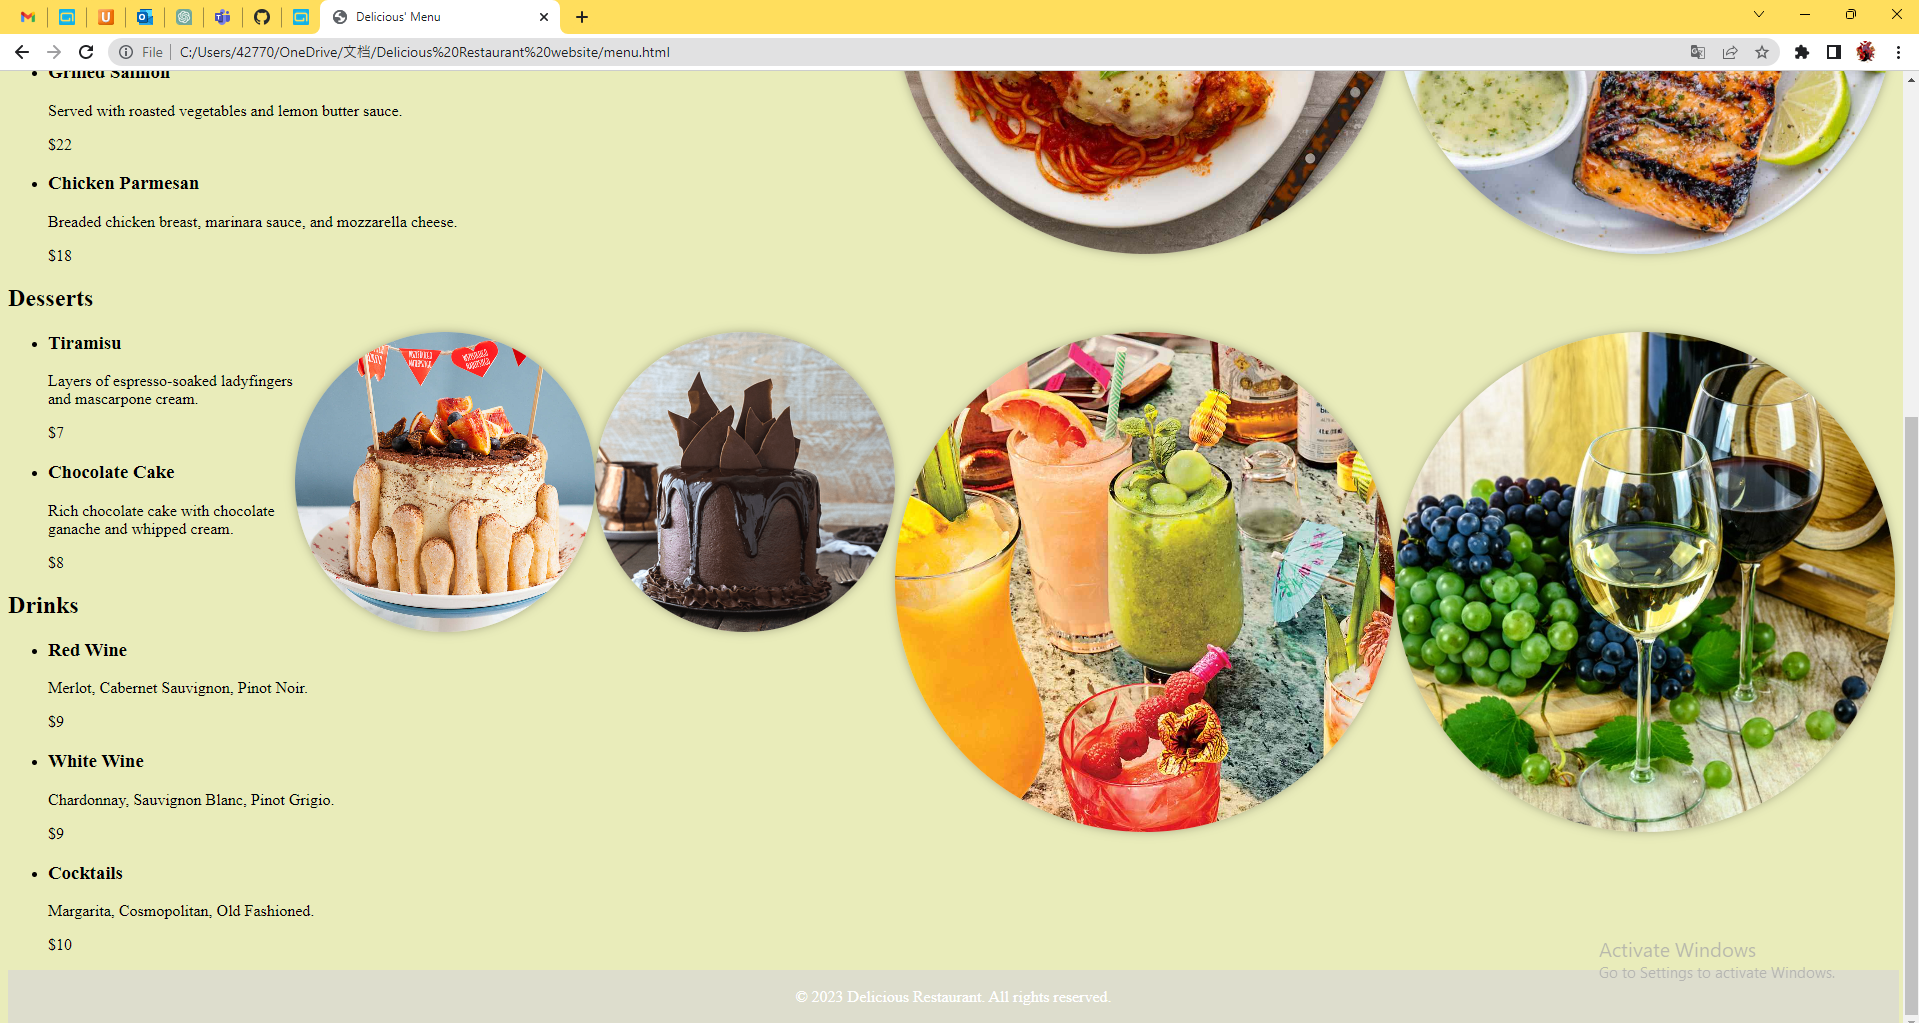 Delicious' Menu
File
C:/Users/42770/OneDrive/文档/Delicious%20Restaurant%20website/menu.html
Grilled Salmon
Served with roasted vegetables and lemon butter sauce.
$22
Chicken Parmesan
Breaded chicken breast, marinara sauce, and mozzarella cheese.
$18
Desserts
Tiramisu
Layers of espresso-soaked ladyfingers
and mascarpone cream.
$7
Chocolate Cake
Rich chocolate cake with chocolate
ganache and whipped cream.
$8
Drinks
Red Wine
Merlot, Cabernet Sauvignon, Pinot Noir.
$9
White Wine
Chardonnay, Sauvignon Blanc, Pinot Grigio.
$9
Cocktails
Margarita, Cosmopolitan, Old Fashioned.
$10
Activate Windows
Go to Settings to activate Windows.
© 2023 Delicious Restaurant. All rights reserved.